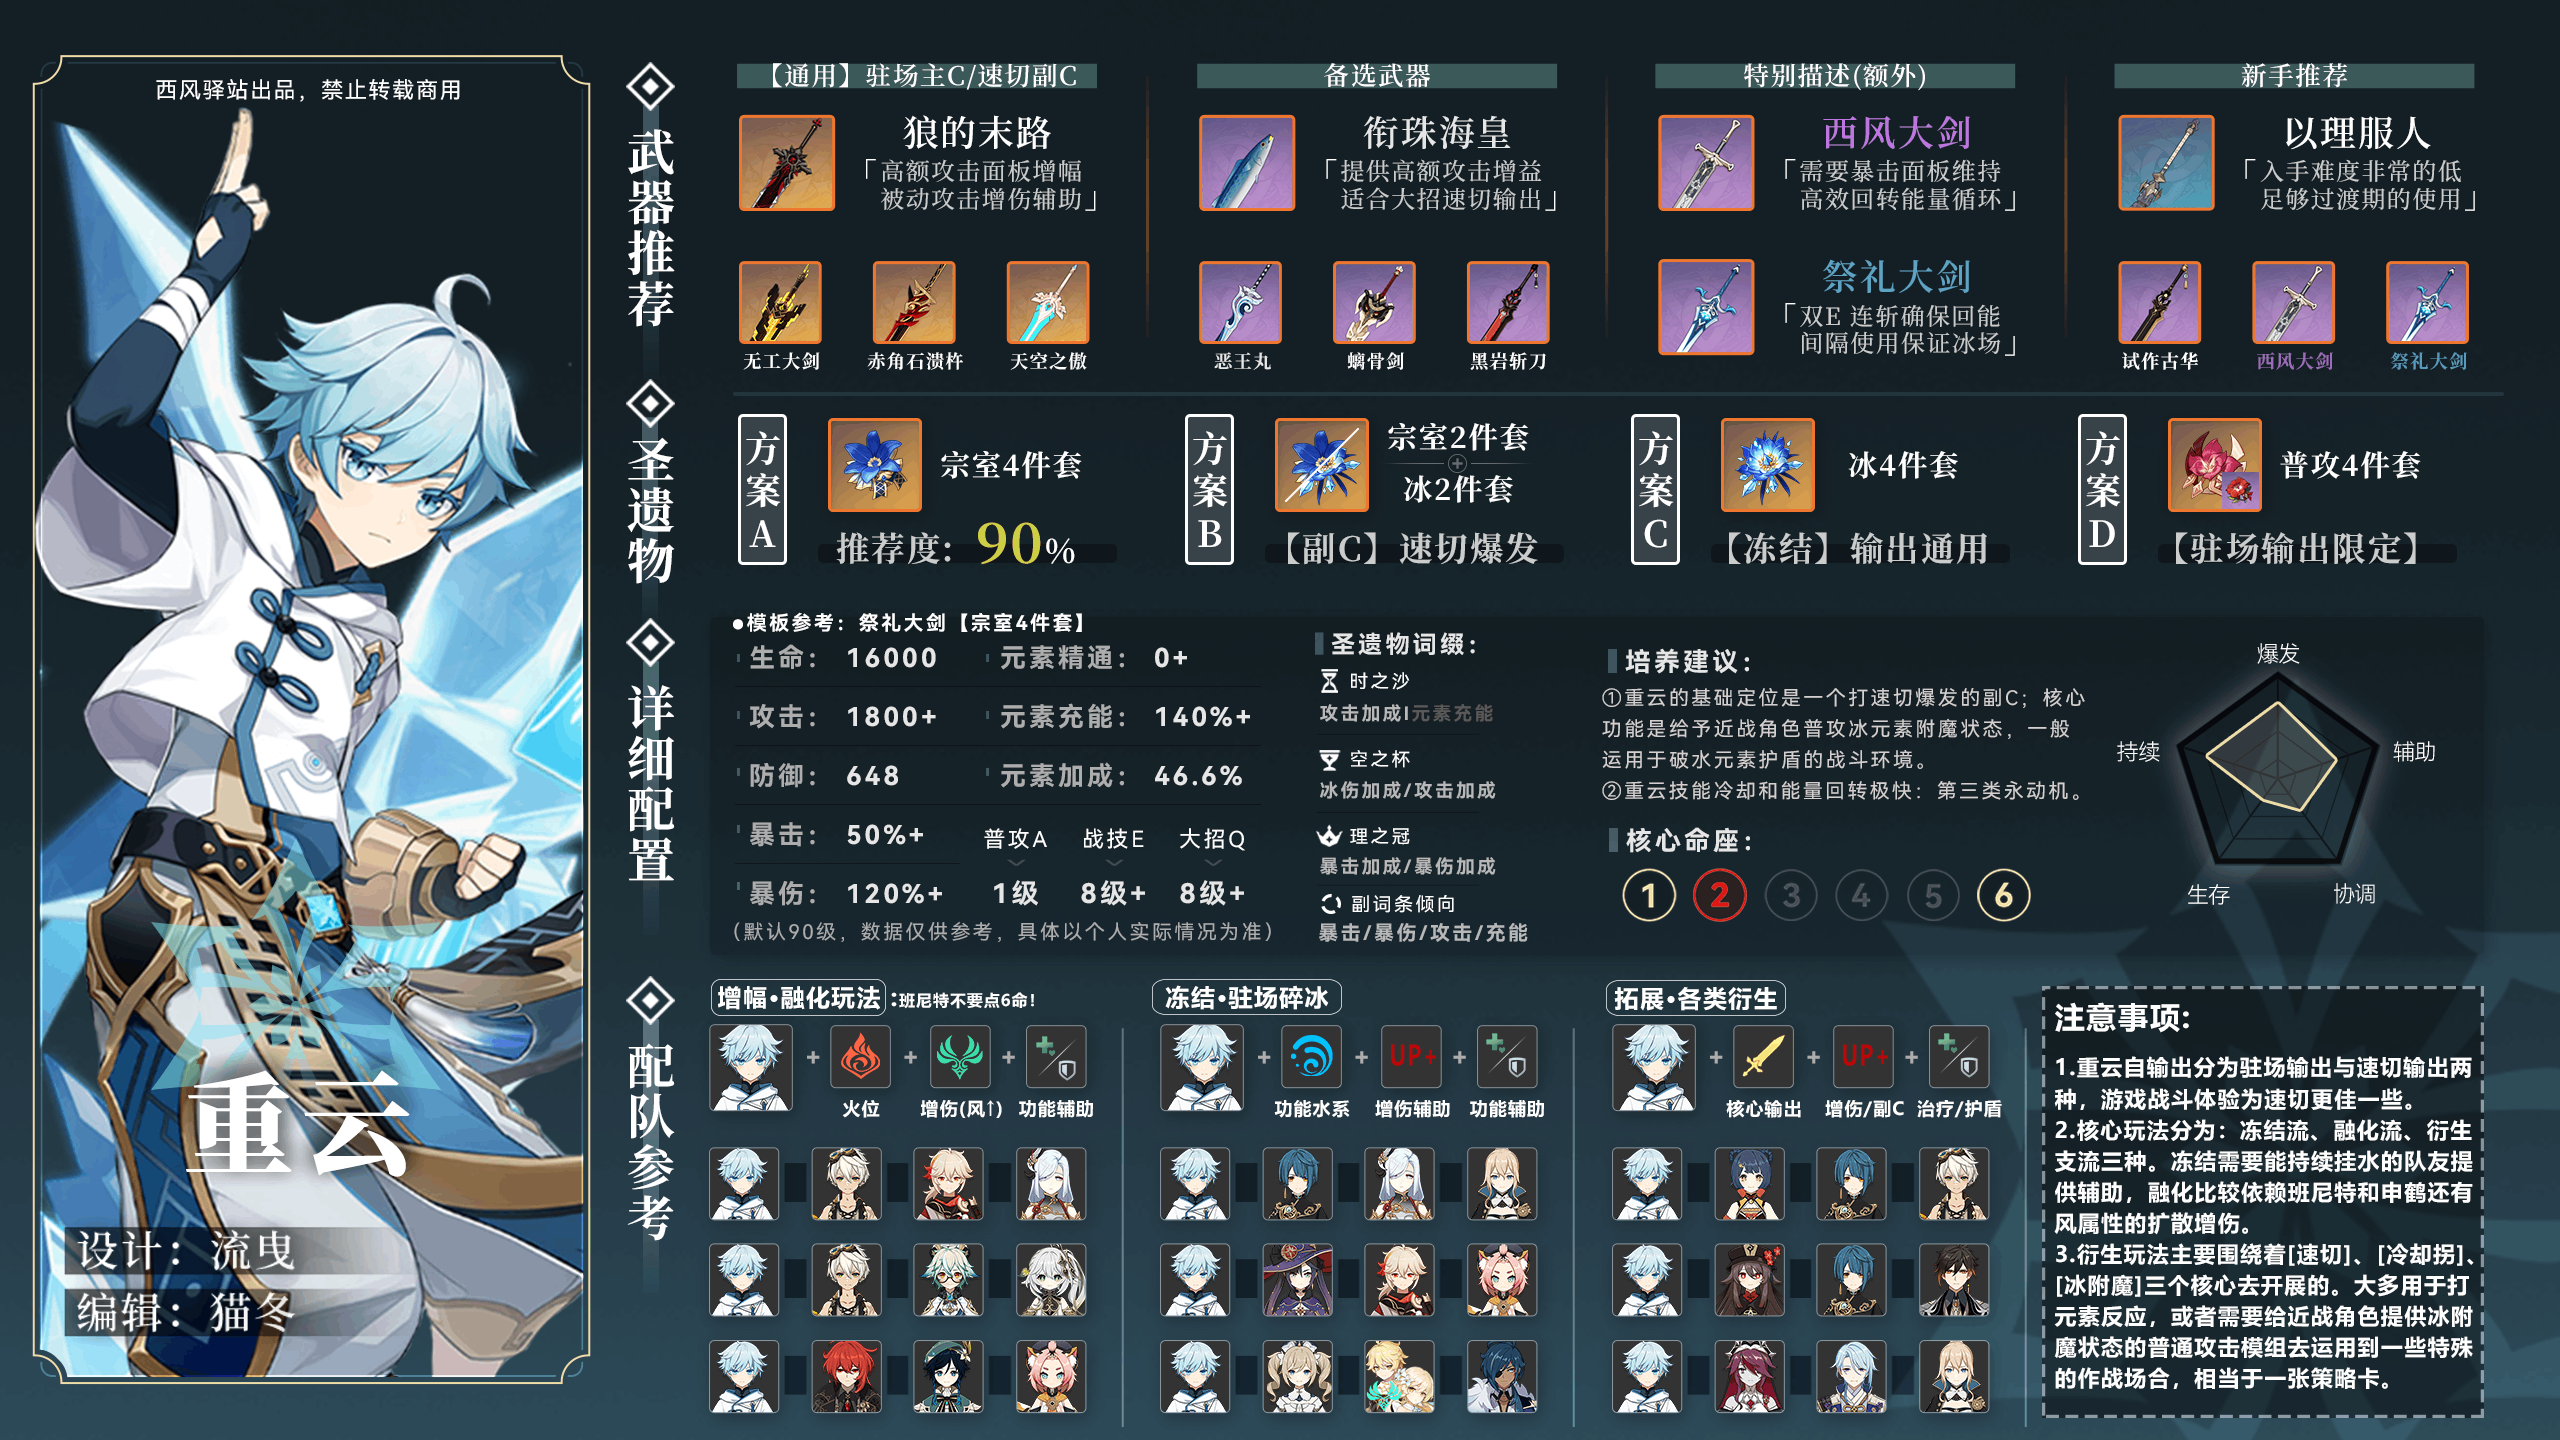 西风驿站出品，禁止转载商用
重云
设计：流曳
编辑：猫冬
武器推荐
【通用】驻场主C/速切副C
狼的末路
「高额攻击面板增幅
被动攻击增伤辅助」
无工大剑
赤角石溃杵
天空之傲
备选武器
衔珠海皇
「提供高额攻击增益
适合大招速切输出」
恶王丸
螭骨剑
黑岩斩刀
特别描述(额外)
西风大剑
「需要暴击面板维持
高效回转能量循环」
祭礼大剑
「双E 连斩确保回能
间隔使用保证冰场」
新手推荐
以理服人
「入手难度非常的低
足够过渡期的使用」
试作古华
西风大剑
祭礼大剑
圣遗物
方案A
宗室4件套
推荐度：90%
方案B
宗室2件套
冰2件套
【副C】速切爆发
方案C
冰4件套
【冻结】输出通用
方案D
普攻4件套
【驻场输出限定】
详细配置
●模板参考：祭礼大剑【宗室4件套】
生命：16000 元素精通：0+
攻击：1800+ 元素充能：140%+
防御：648 元素加成：46.6%
暴击：50%+ 普攻A 战技E 大招Q
暴伤：120%+ 1级 8级+ 8级+
(默认90级，数据仅供参考，具体以个人实际情况为准)
圣遗物词缀：
时之沙
攻击加成|元素充能
空之杯
冰伤加成/攻击加成
理之冠
暴击加成/暴伤加成
副词条倾向
暴击/暴伤/攻击/充能
培养建议：
①重云的基础定位是一个打速切爆发的副C；核心
功能是给予近战角色普攻冰元素附魔状态，一般
运用于破水元素护盾的战斗环境。
②重云技能冷却和能量回转极快：第三类永动机。
核心命座：
1 2 3 4 5 6
爆发
持续
辅助
生存
协调
配队参考
增幅·融化玩法：班尼特不要点6命！
+ + +
火位 增伤(风↑) 功能辅助
冻结·驻场碎冰
+ + UP+ +
功能水系 增伤辅助 功能辅助
拓展·各类衍生
+ + UP+ +
核心输出 增伤/副C 治疗/护盾
注意事项:
1.重云自输出分为驻场输出与速切输出两
种，游戏战斗体验为速切更佳一些。
2.核心玩法分为：冻结流、融化流、衍生
支流三种。冻结需要能持续挂水的队友提
供辅助，融化比较依赖班尼特和申鹤还有
风属性的扩散增伤。
3.衍生玩法主要围绕着[速切]、[冷却拐]、
[冰附魔]三个核心去开展的。大多用于打
元素反应，或者需要给近战角色提供冰附
魔状态的普通攻击模组去运用到一些特殊
的作战场合，相当于一张策略卡。